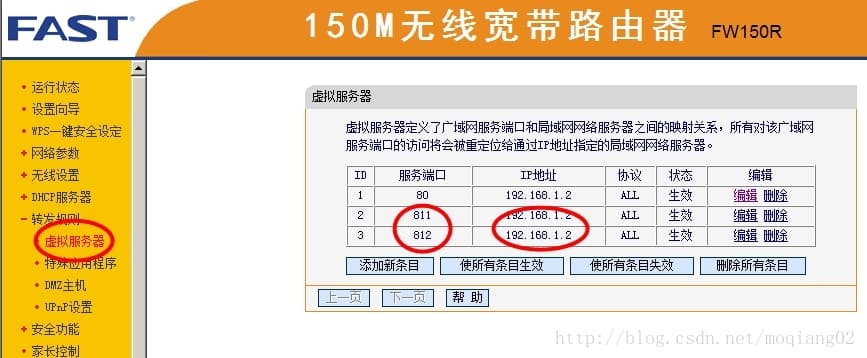 FAST
150M无线宽带路由器 FW150R
运行状态
设置向导
WPS一键安全设定
网络参数
无线设置
DHCP服务器
转发规则
虚拟服务器
特殊应用程序
DMZ主机
UPnP设置
安全功能
家长控制
虚拟服务器
虚拟服务器定义了广域网服务端口和局域网网络服务器之间的映射关系，所有对该广域网
服务端口的访问将会被重定位给通过IP地址指定的局域网网络服务器。
ID 服务端口 IP地址 协议 状态 编辑
1 80 192.168.1.2 ALL 生效 编辑 删除
2 811 192.168.1.2 ALL 生效 编辑 删除
3 812 192.168.1.2 ALL 生效 编辑 删除
添加新条目 使所有条目生效 使所有条目失效 删除所有条目
上一页 下一页 帮 助
http://blog.csdn.net/moqiang02